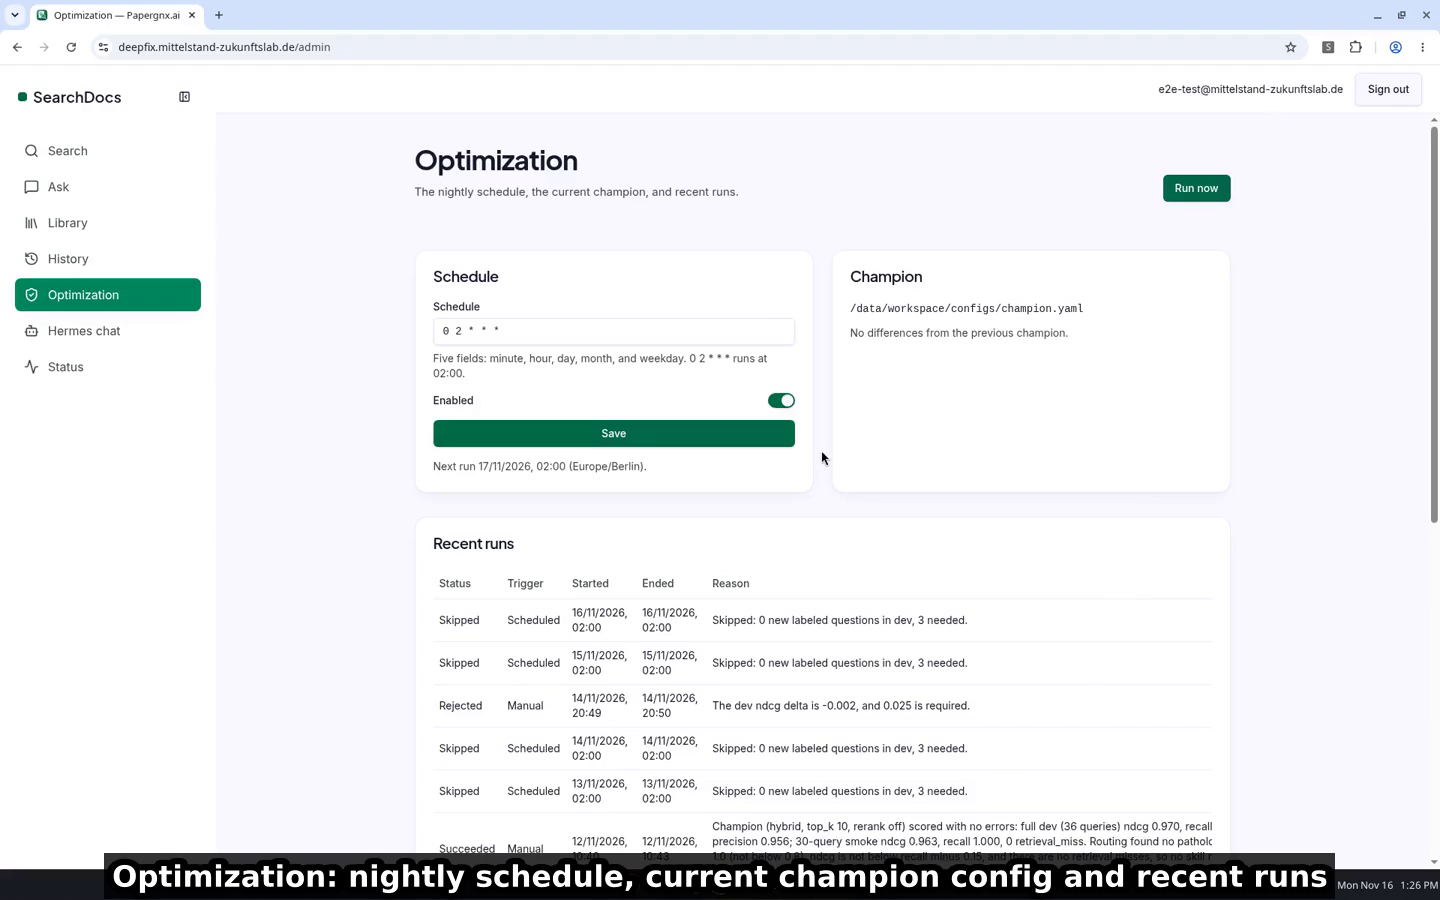 Optimization — Papergnx.ai
deepfix.mittelstand-zukunftslab.de/admin
SearchDocs
e2e-test@mittelstand-zukunftslab.de
Sign out
Search
Ask
Library
History
Optimization
Hermes chat
Status
Optimization
The nightly schedule, the current champion, and recent runs.
Run now
Schedule
Schedule
0 2 * * *
Five fields: minute, hour, day, month, and weekday. 0 2 * * * runs at
02:00.
Enabled
Save
Next run 17/11/2026, 02:00 (Europe/Berlin).
Champion
/data/workspace/configs/champion.yaml
No differences from the previous champion.
Recent runs
Status Trigger Started Ended Reason
Skipped Scheduled 16/11/2026, 02:00 16/11/2026, 02:00 Skipped: 0 new labeled questions in dev, 3 needed.
Skipped Scheduled 15/11/2026, 02:00 15/11/2026, 02:00 Skipped: 0 new labeled questions in dev, 3 needed.
Rejected Manual 14/11/2026, 20:49 14/11/2026, 20:50 The dev ndcg delta is -0.002, and 0.025 is required.
Skipped Scheduled 14/11/2026, 02:00 14/11/2026, 02:00 Skipped: 0 new labeled questions in dev, 3 needed.
Skipped Scheduled 13/11/2026, 02:00 13/11/2026, 02:00 Skipped: 0 new labeled questions in dev, 3 needed.
Succeeded Manual 12/11/2026, 12/11/2026,
Champion (hybrid, top_k 10, rerank off) scored with no errors: full dev (36 queries) ndcg 0.970, recall
precision 0.956; 30-query smoke ndcg 0.963, recall 1.000, 0 retrieval_miss. Routing found no
Optimization: nightly schedule, current champion config and recent runs
Mon Nov 16 1:26 PM